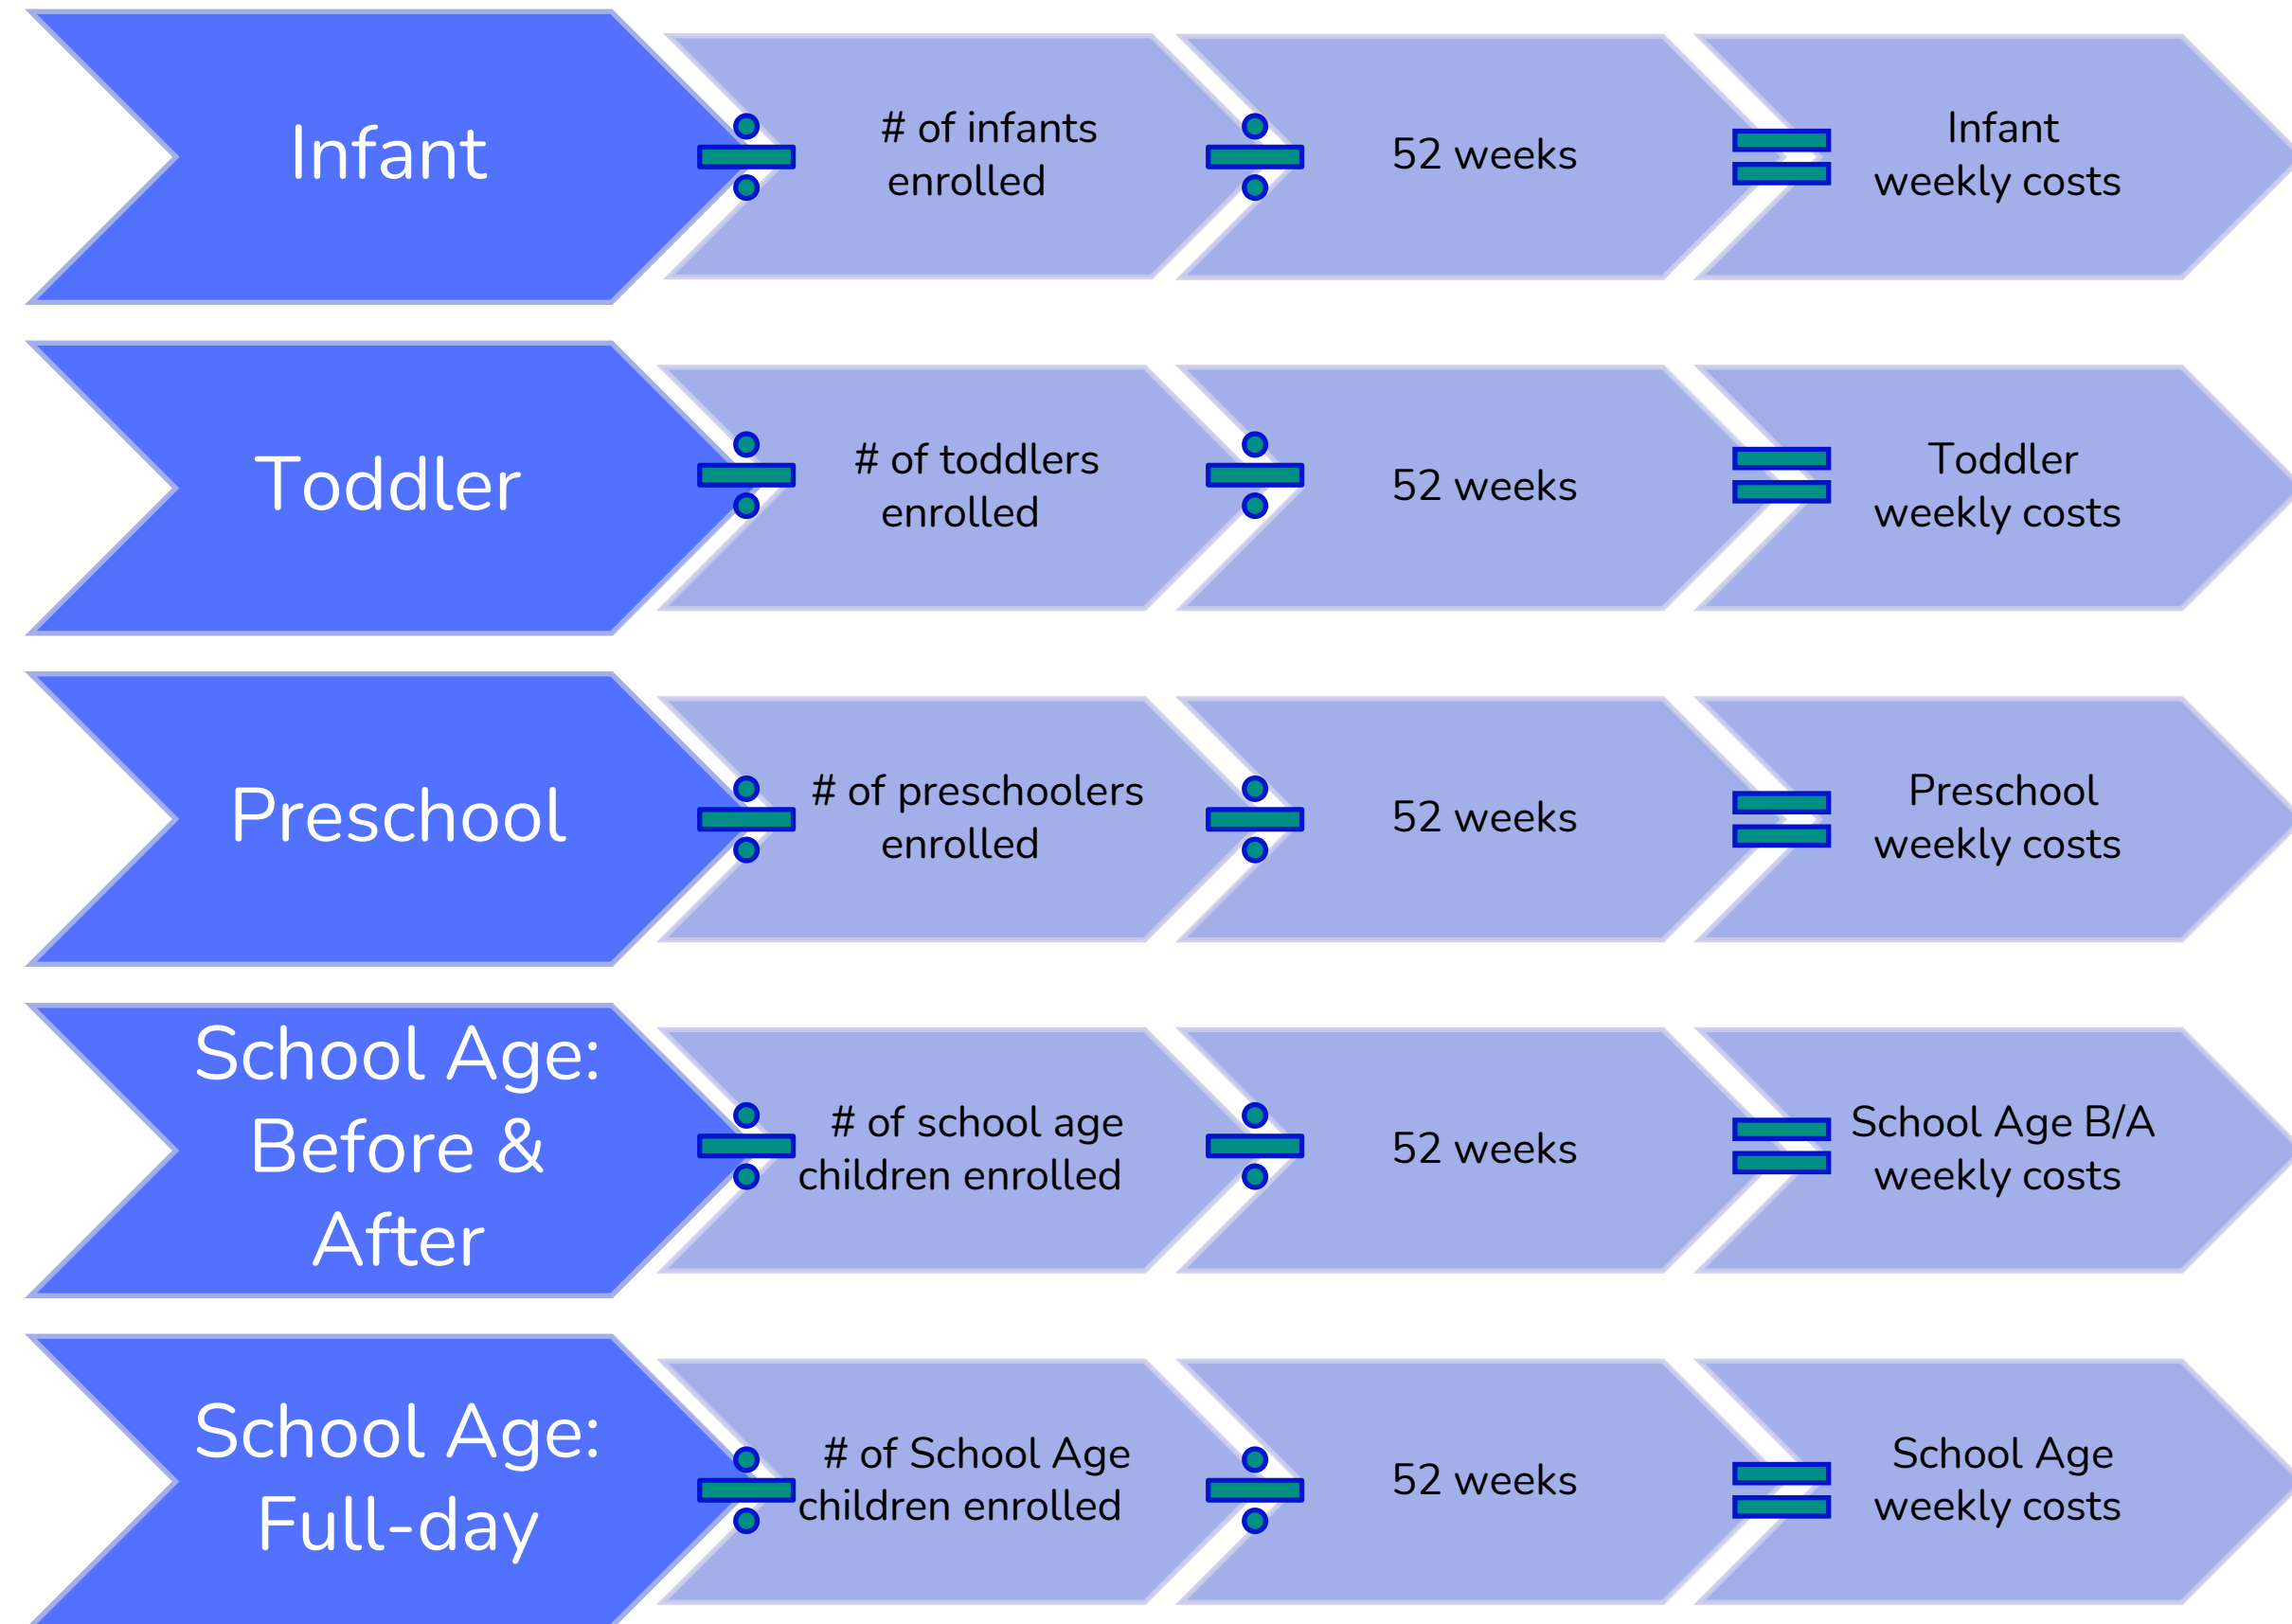 Infant
# of infants
enrolled
52 weeks
Infant
weekly costs
Toddler
# of toddlers
enrolled
52 weeks
Toddler
weekly costs
Preschool
# of preschoolers
enrolled
52 weeks
Preschool
weekly costs
School Age:
Before &
After
# of school age
children enrolled
52 weeks
School Age B/A
weekly costs
School Age:
Full-day
# of School Age
children enrolled
52 weeks
School Age
weekly costs